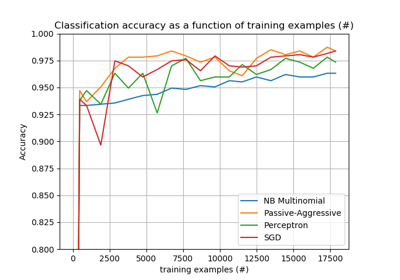 Classification accuracy as a function of training examples (#)
1.000
0.975
0.950
0.925
0.900
0.875
0.850
0.825
0.800
Accuracy
NB Multinomial
Passive-Aggressive
Perceptron
SGD
0 2500 5000 7500 10000 12500 15000 17500
training examples (#)